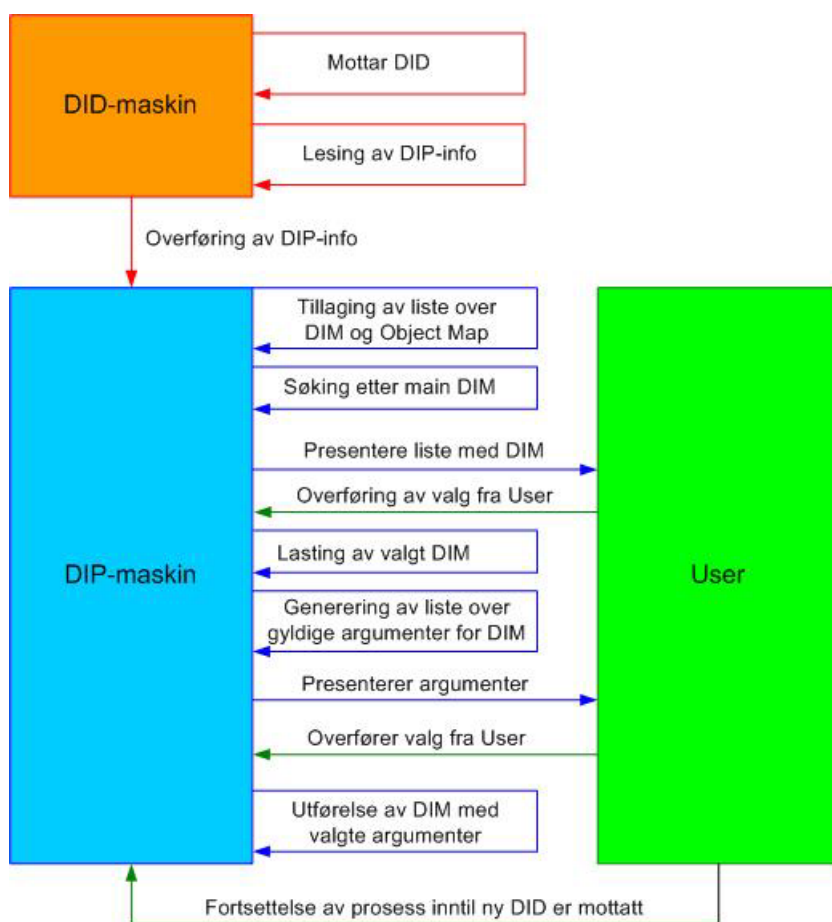 Mottar DID
DID-maskin
Lesing av DIP-info
Overføring av DIP-info
Tillaging av liste over
DIM og Object Map
Søking etter main DIM
Presentere liste med DIM
Overføring av valg fra User
Lasting av valgt DIM
DIP-maskin
User
Generering av liste over
gyldige argumenter for DIM
Presenterer argumenter
Overfører valg fra User
Utførelse av DIM med
valgte argumenter
Fortsettelse av prosess inntil ny DID er mottatt